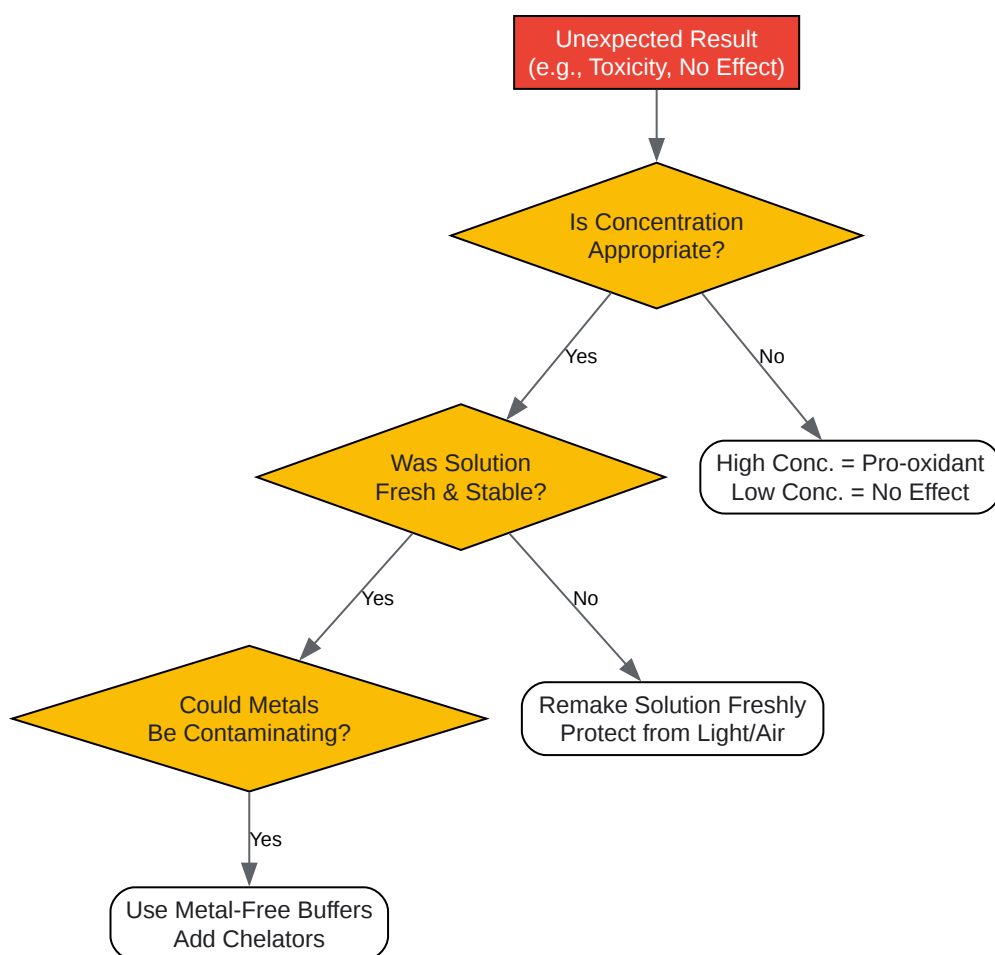 Unexpected Result
(e.g., Toxicity, No Effect)
Is Concentration
Appropriate?
Yes
No
Was Solution
Fresh & Stable?
High Conc. = Pro-oxidant
Low Conc. = No Effect
Yes
No
Could Metals
Be Contaminating?
Remake Solution Freshly
Protect from Light/Air
Yes
Use Metal-Free Buffers
Add Chelators